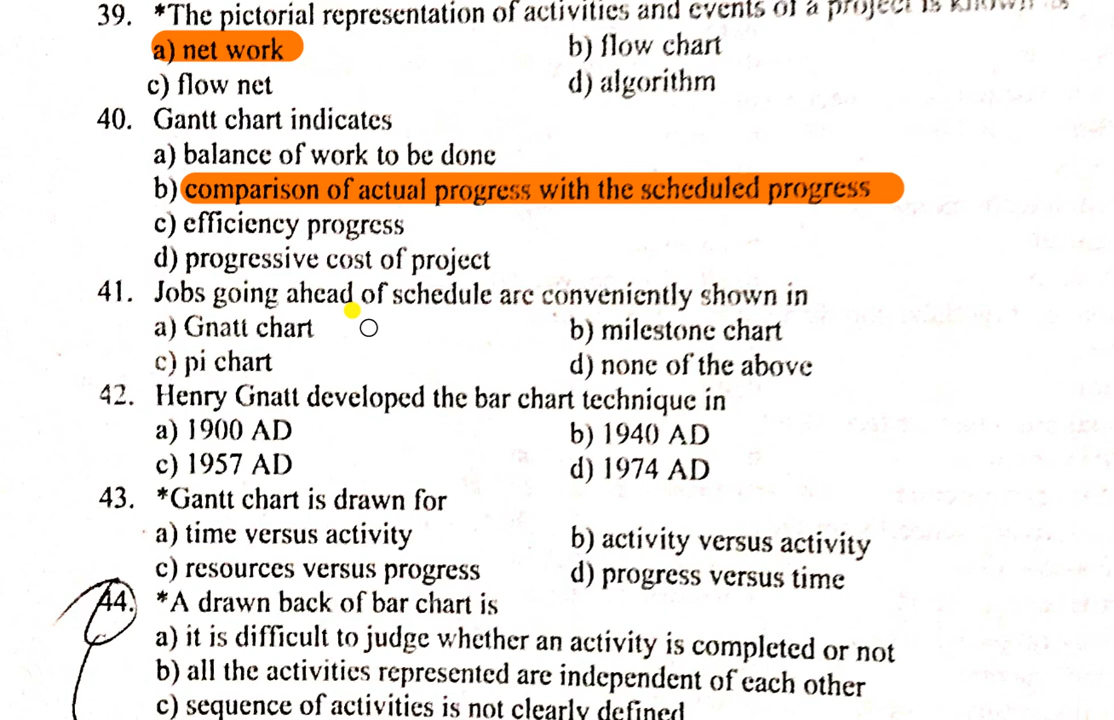 39. *The pictorial representation of activities and events of a project is known as
a) net work b) flow chart
c) flow net d) algorithm
40. Gantt chart indicates
a) balance of work to be done
b) comparison of actual progress with the scheduled progress
c) efficiency progress
d) progressive cost of project
41. Jobs going ahead of schedule are conveniently shown in
a) Gnatt chart b) milestone chart
c) pi chart d) none of the above
42. Henry Gnatt developed the bar chart technique in
a) 1900 AD b) 1940 AD
c) 1957 AD d) 1974 AD
43. *Gantt chart is drawn for
a) time versus activity b) activity versus activity
c) resources versus progress d) progress versus time
44. *A drawn back of bar chart is
a) it is difficult to judge whether an activity is completed or not
b) all the activities represented are independent of each other
c) sequence of activities is not clearly defined